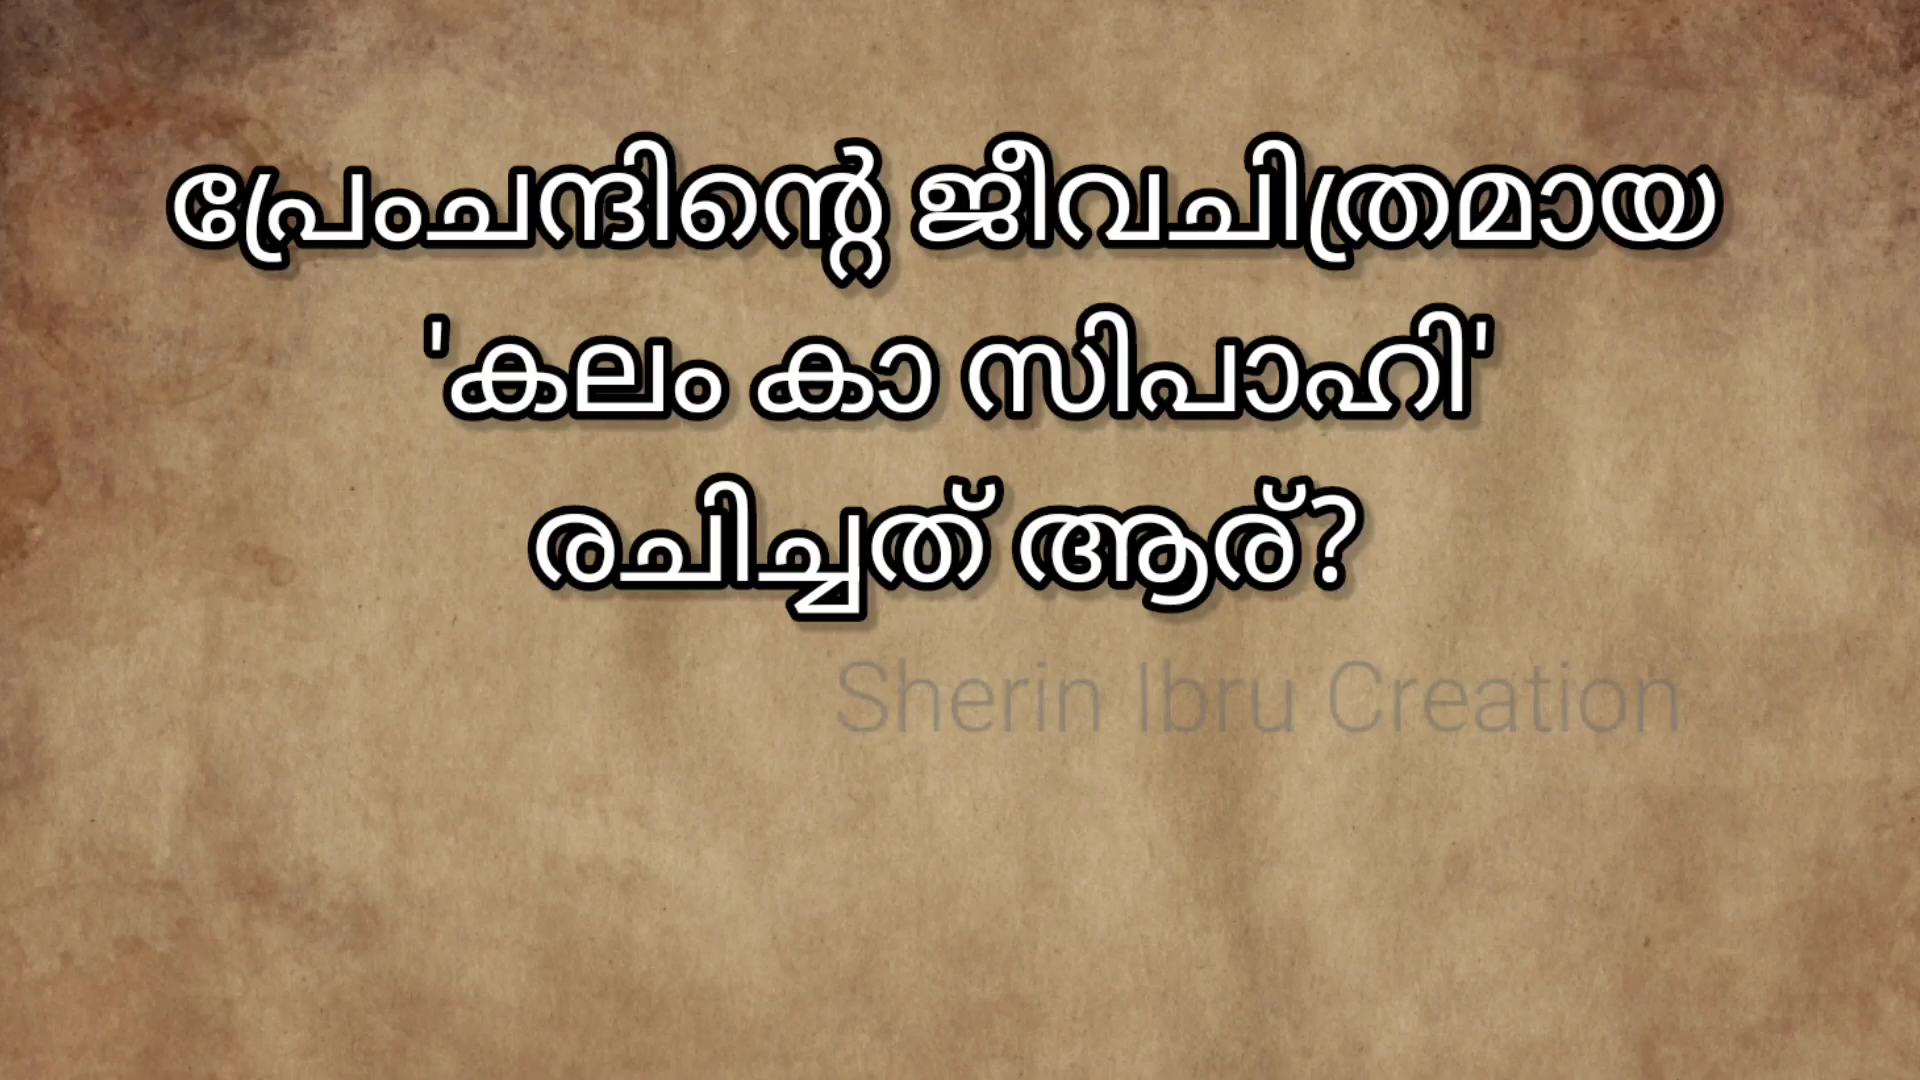 പ്രേംചന്ദിന്റെ ജീവചിത്രമായ
'കലം കാ സിപാഹി'
രചിച്ചത് ആര്?
Sherin Ibru Creation